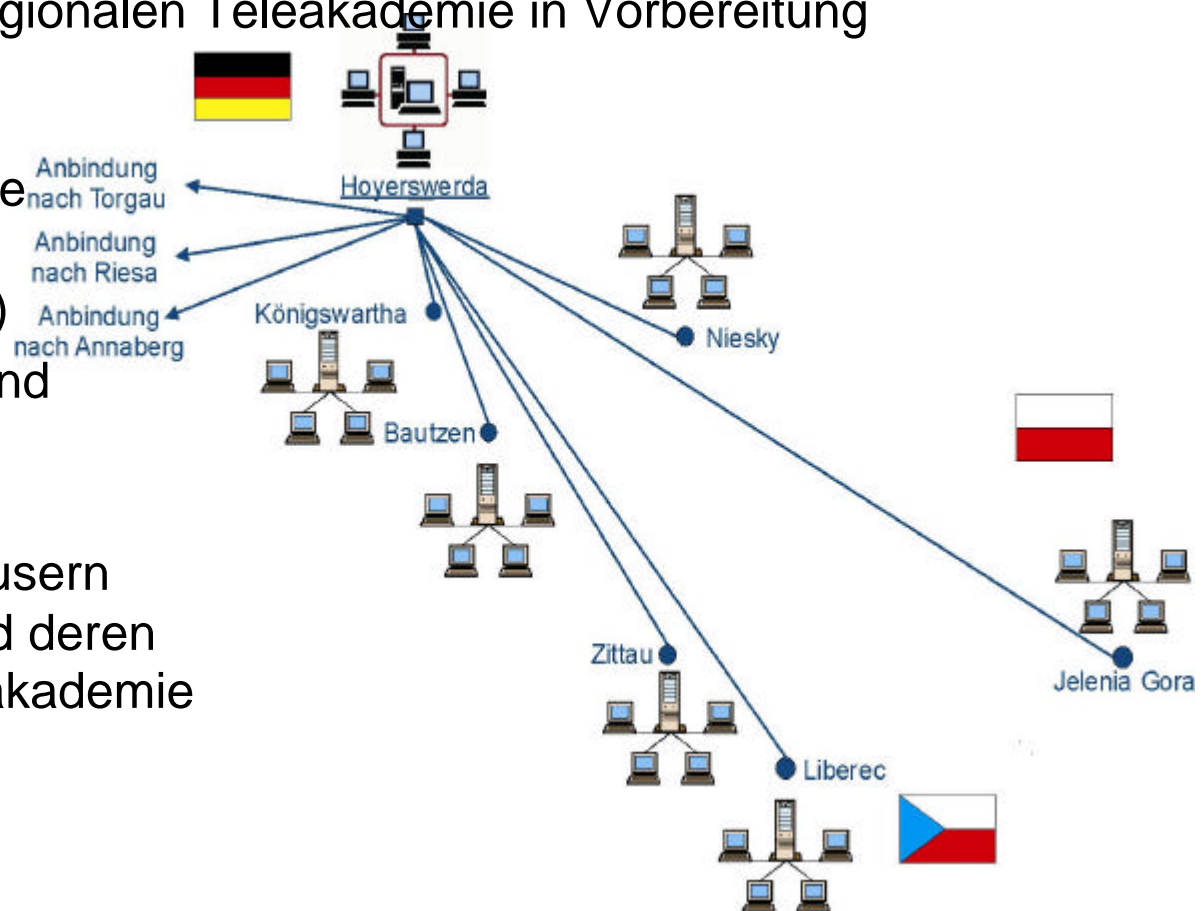 gionalen Teleakademie in Vorbereitung
e
)
nd
usern
d deren
akademie
Anbindung
nach Torgau
Anbindung
nach Riesa
Anbindung
nach Annaberg
Hoyerswerda
Königswartha
Niesky
Bautzen
Zittau
Jelenia Gora
Liberec